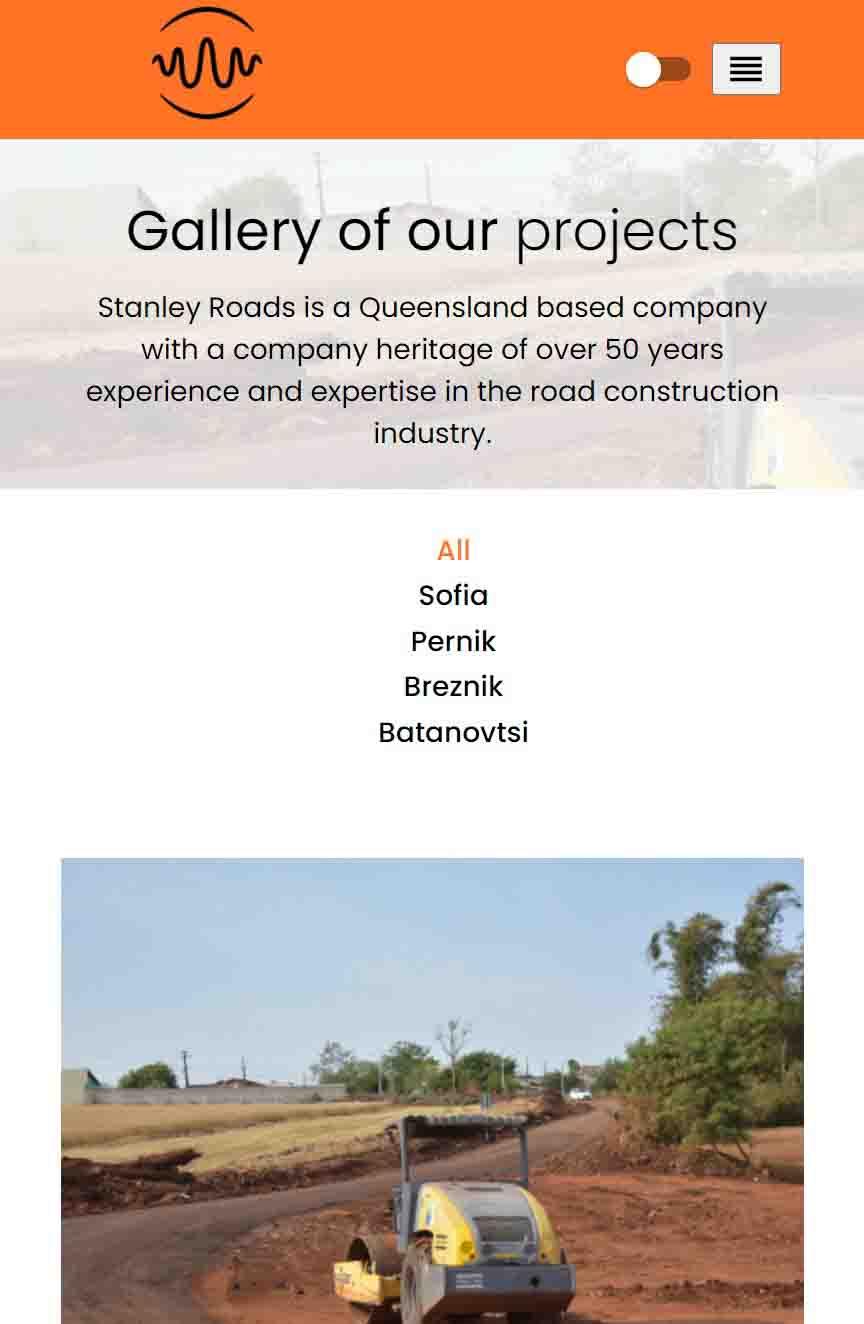 Gallery of our projects
Stanley Roads is a Queensland based company
with a company heritage of over 50 years
experience and expertise in the road construction
industry.
All
Sofia
Pernik
Breznik
Batanovtsi